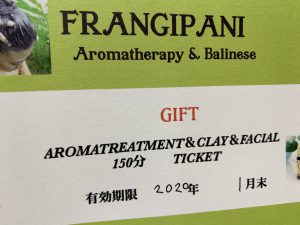 FRANGIPANI
Aromatherapy & Balinese
GIFT
AROMATREATMENT&CLAY&FACIAL
150分 TICKET
有効期限 2020年 1月末